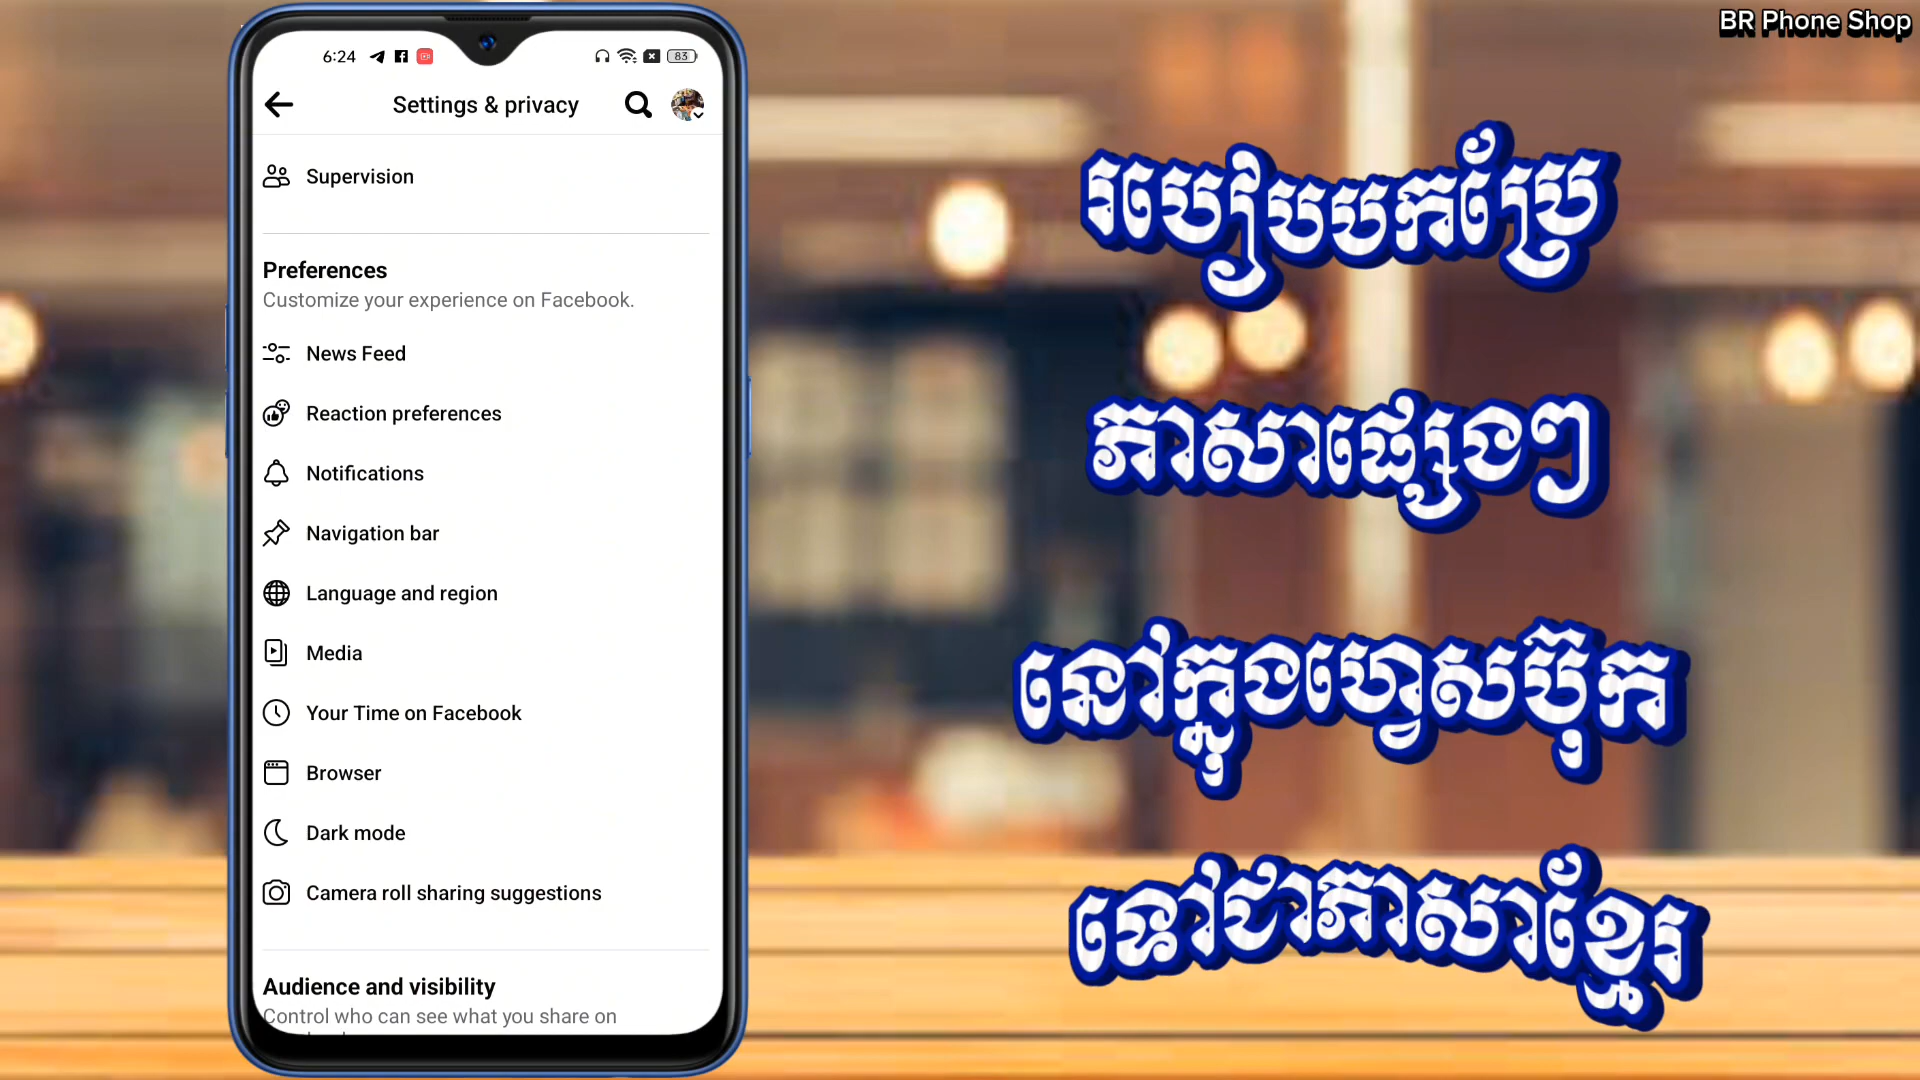 BR Phone Shop
6:24
83
Settings & privacy
Supervision
Preferences
Customize your experience on Facebook.
News Feed
Reaction preferences
Notifications
Navigation bar
Language and region
Media
Your Time on Facebook
Browser
Dark mode
Camera roll sharing suggestions
Audience and visibility
Control who can see what you share on
របៀបបកប្រែ
ភាសាផ្សេងៗ
នៅក្នុងហ្វេសប៊ុក
ទៅជាភាសាខ្មែរ